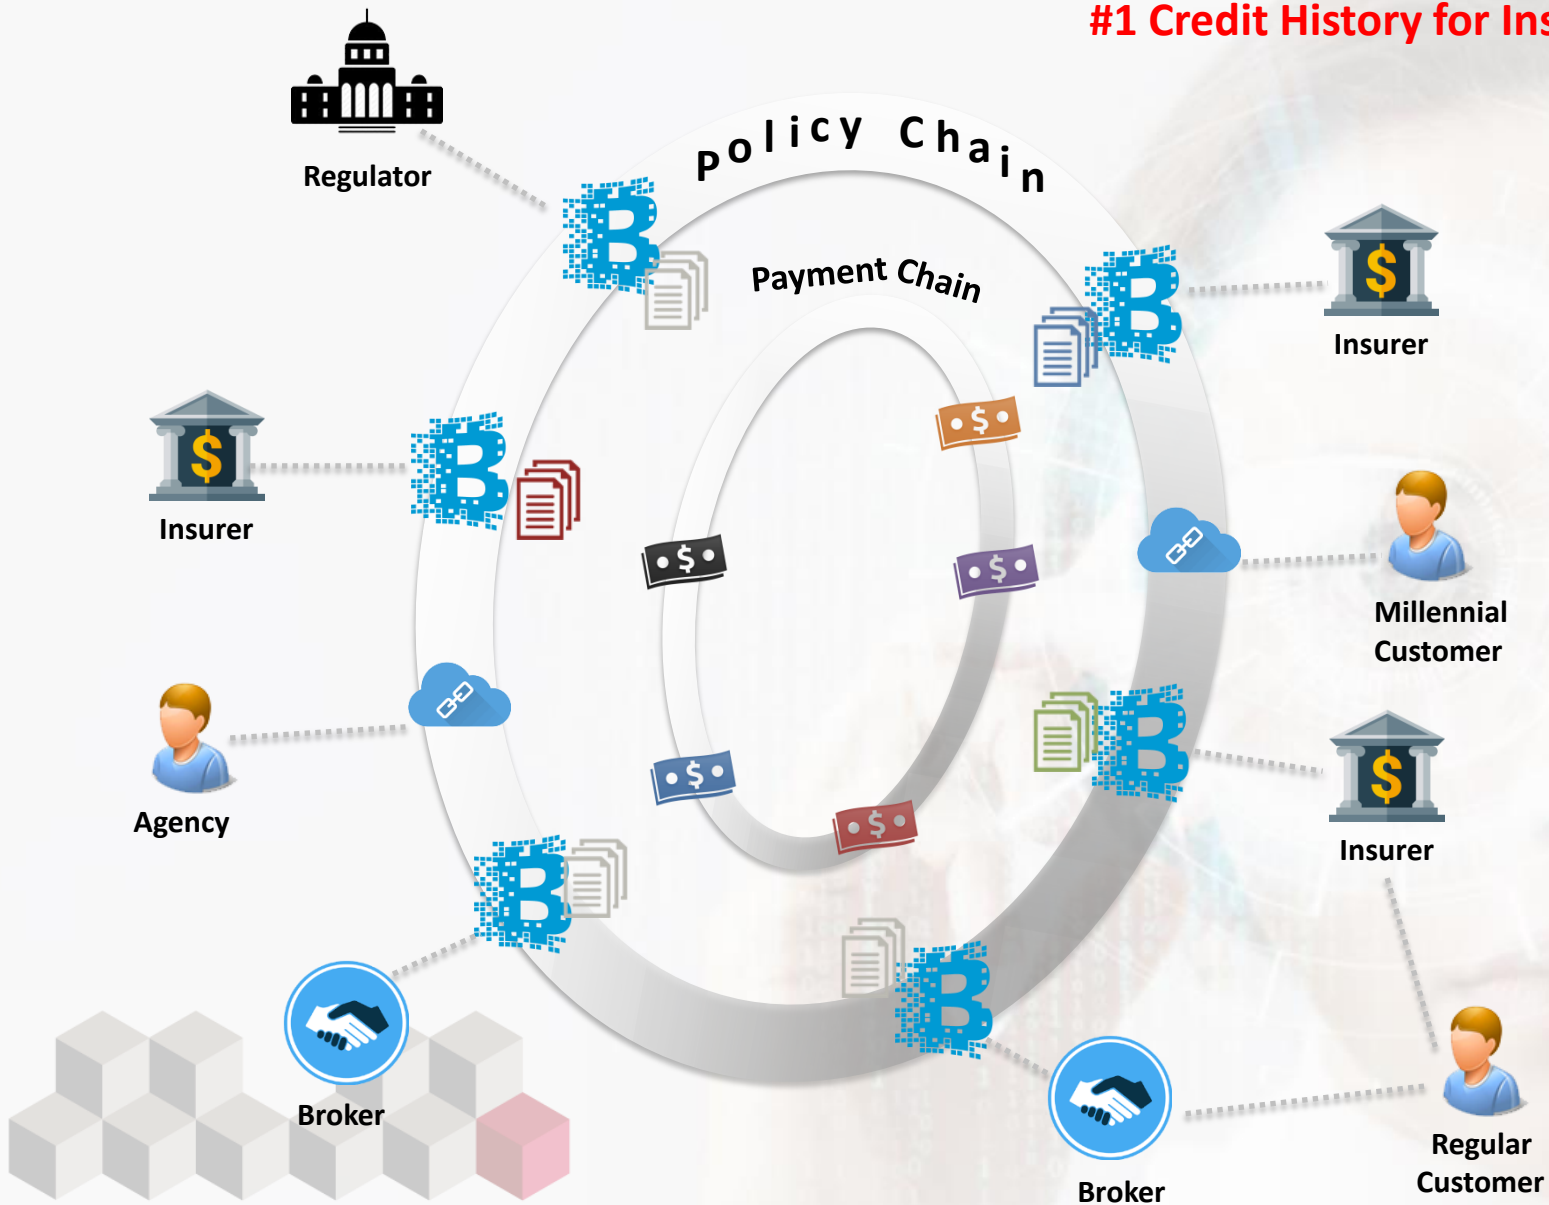 #1 Credit History for Ins
Policy Chain
Regulator
Payment Chain
Insurer
Insurer
Millennial
Customer
Agency
Insurer
Broker
Regular
Customer
Broker